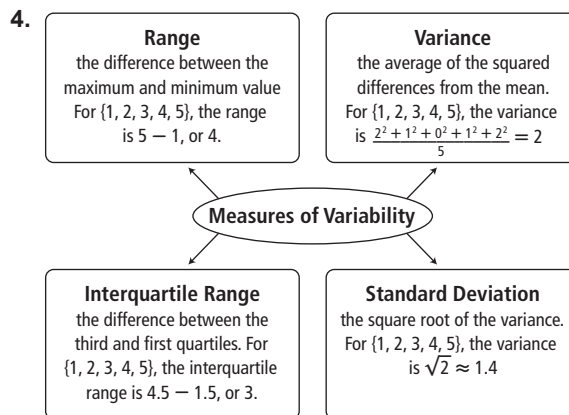 4.
Range
the difference between the
maximum and minimum value
For {1, 2, 3, 4, 5}, the range
is 5 − 1, or 4.
Variance
the average of the squared
differences from the mean.
For {1, 2, 3, 4, 5}, the variance
is (2² + 1² + 0² + 1² + 2²)/5 = 2
Measures of Variability
Interquartile Range
the difference between the
third and first quartiles. For
{1, 2, 3, 4, 5}, the interquartile
range is 4.5 − 1.5, or 3.
Standard Deviation
the square root of the variance.
For {1, 2, 3, 4, 5}, the variance
is √2 ≈ 1.4